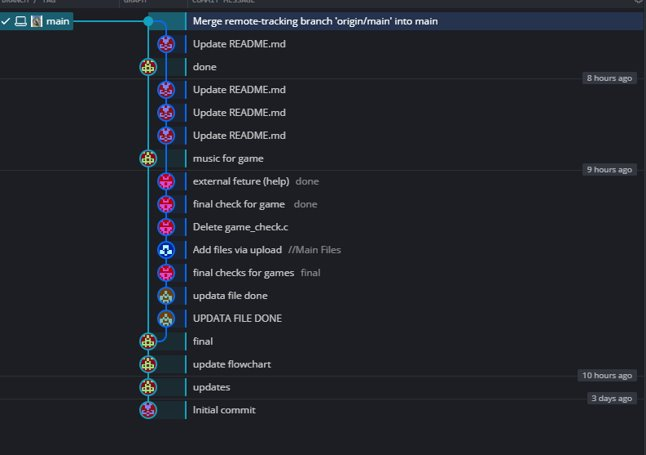 BRANCH / TAG GRAPH COMMIT MESSAGE
main Merge remote-tracking branch 'origin/main' into main
Update README.md
done
8 hours ago
Update README.md
Update README.md
Update README.md
music for game
9 hours ago
external feture (help) done
final check for game done
Delete game_check.c
Add files via upload //Main Files
final checks for games final
updata file done
UPDATA FILE DONE
final
update flowchart
10 hours ago
updates
3 days ago
Initial commit